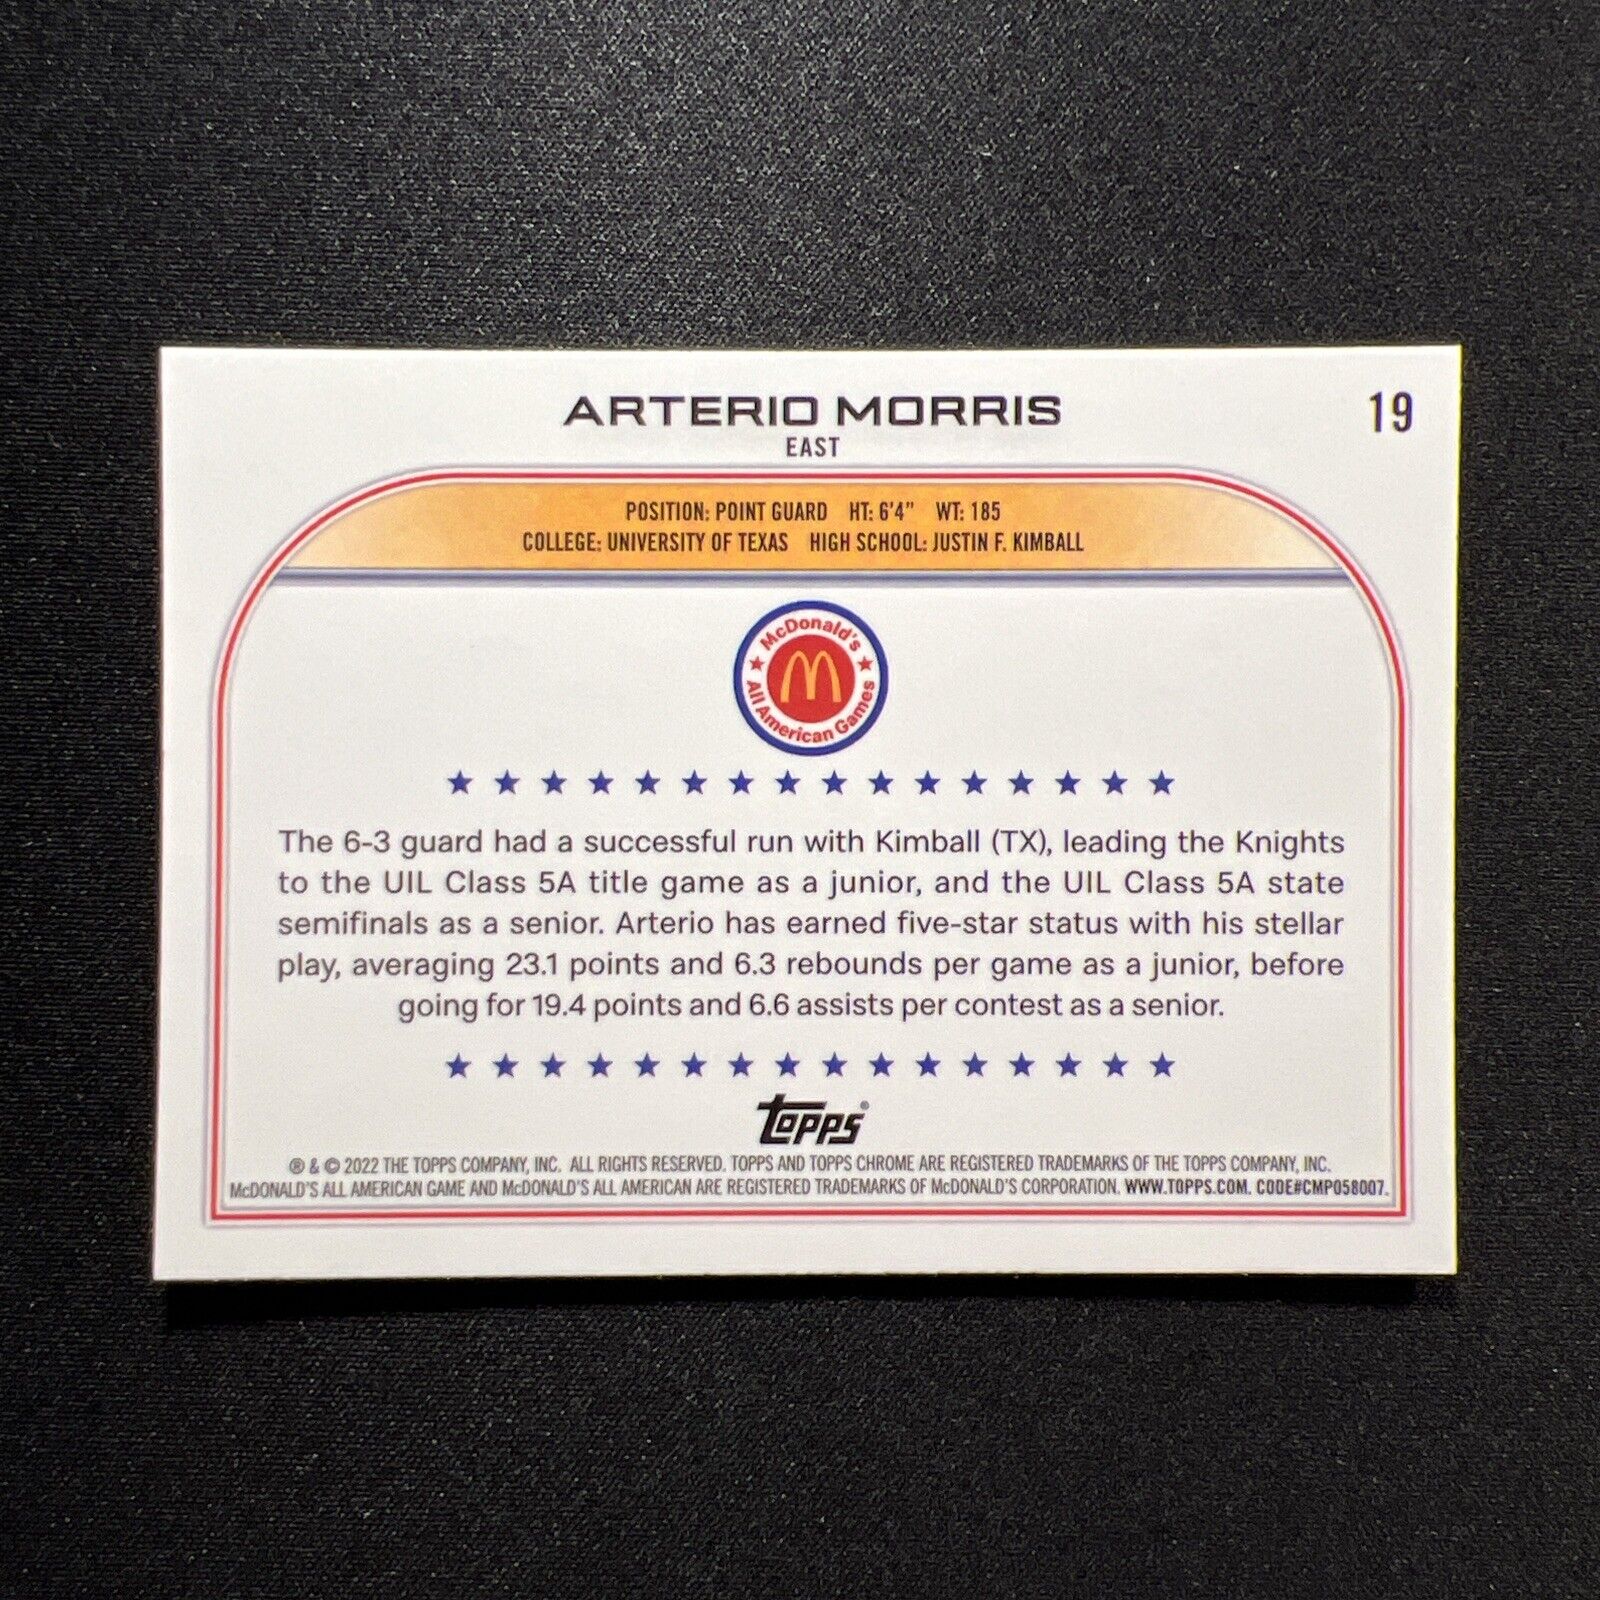 ARTERIO MORRIS
19
EAST
POSITION: POINT GUARD HT: 6'4" WT: 185
COLLEGE: UNIVERSITY OF TEXAS HIGH SCHOOL: JUSTIN F. KIMBALL
McDonald's
All American Games
The 6-3 guard had a successful run with Kimball (TX), leading the Knights
to the UIL Class 5A title game as a junior, and the UIL Class 5A state
semifinals as a senior. Arterio has earned five-star status with his stellar
play, averaging 23.1 points and 6.3 rebounds per game as a junior, before
going for 19.4 points and 6.6 assists per contest as a senior.
topps®
® & © 2022 THE TOPPS COMPANY, INC. ALL RIGHTS RESERVED. TOPPS AND TOPPS CHROME ARE REGISTERED TRADEMARKS OF THE TOPPS COMPANY, INC.
McDONALD'S ALL AMERICAN GAME AND McDONALD'S ALL AMERICAN ARE REGISTERED TRADEMARKS OF McDONALD'S CORPORATION. WWW.TOPPS.COM. CODE#CMP058007.